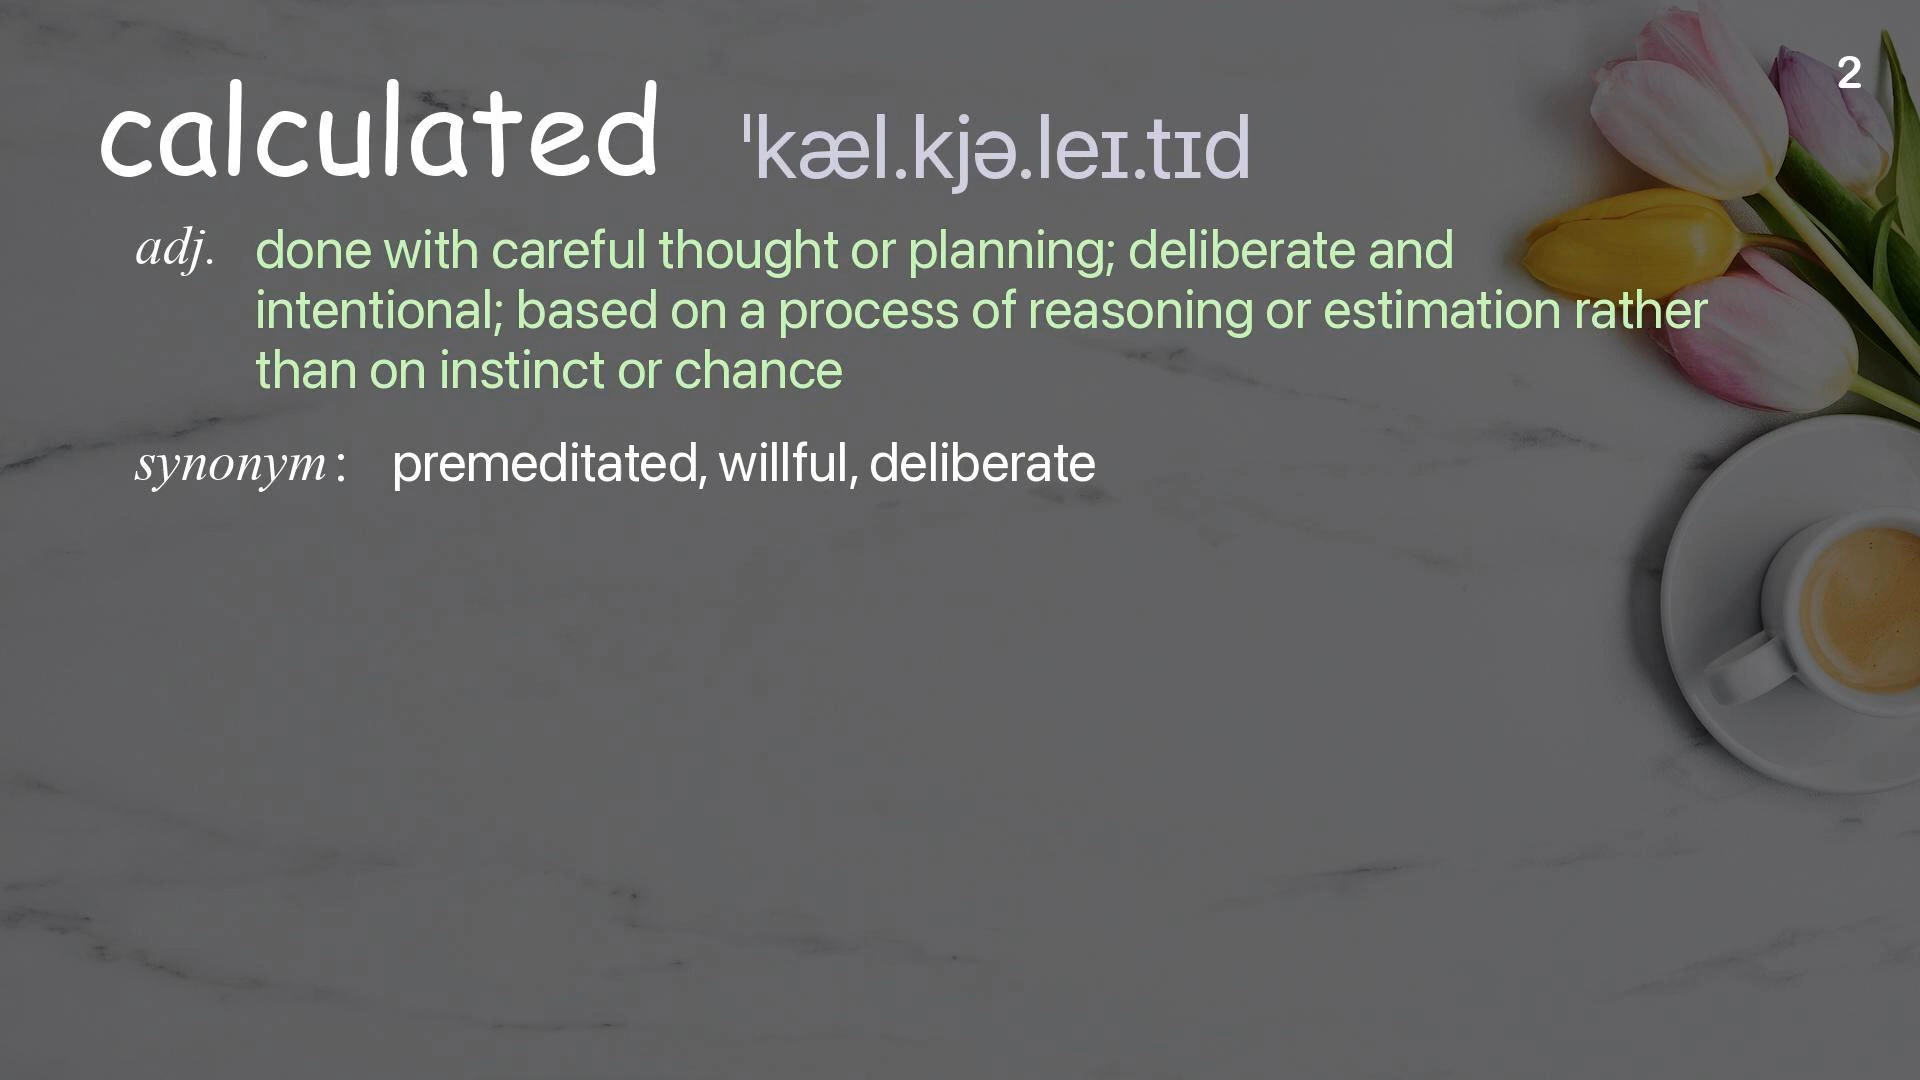 2
calculated ˈkæl.kjə.leɪ.tɪd
adj. done with careful thought or planning; deliberate and
intentional; based on a process of reasoning or estimation rather
than on instinct or chance
synonym: premeditated, willful, deliberate